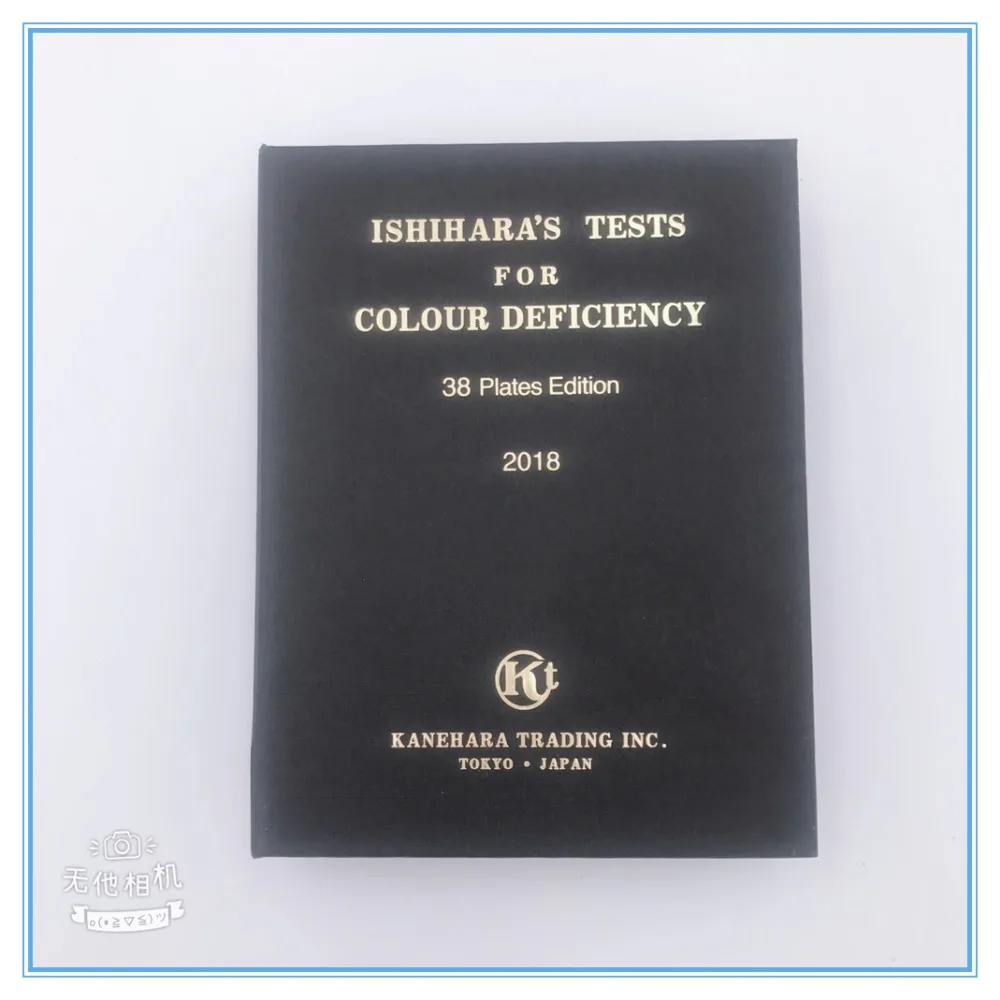 ISHIHARA'S TESTS
FOR
COLOUR DEFICIENCY
38 Plates Edition
2018
Kt
KANEHARA TRADING INC.
TOKYO • JAPAN
无他相机
o(*≧▽≦)ツ